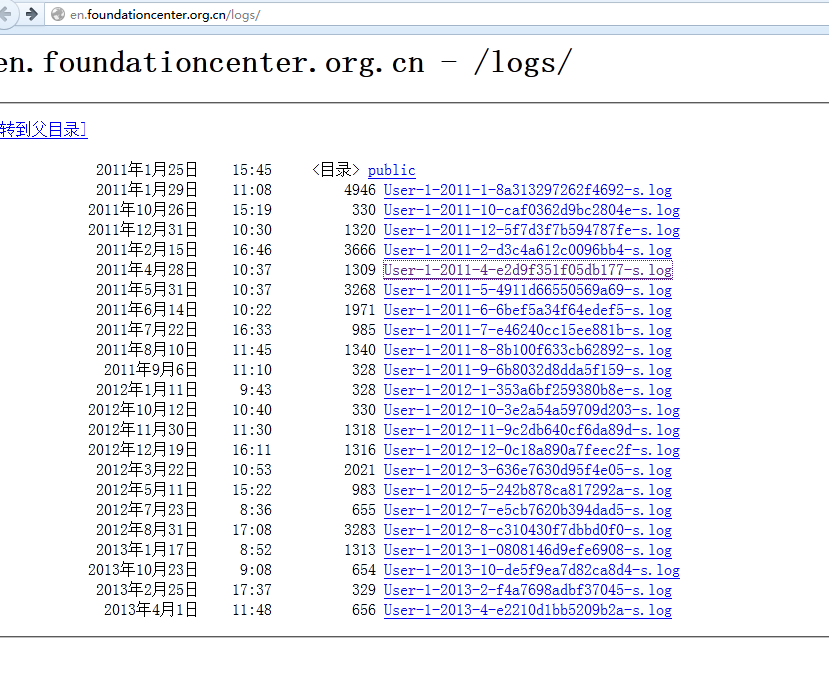 en.foundationcenter.org.cn/logs/
en.foundationcenter.org.cn - /logs/
转到父目录]
2011年1月25日 15:45 <目录> public
2011年1月29日 11:08 4946 User-1-2011-1-8a313297262f4692-s.log
2011年10月26日 15:19 330 User-1-2011-10-caf0362d9bc2804e-s.log
2011年12月31日 10:30 1320 User-1-2011-12-5f7d3f7b594787fe-s.log
2011年2月15日 16:46 3666 User-1-2011-2-d3c4a612c0096bb4-s.log
2011年4月28日 10:37 1309 User-1-2011-4-e2d9f351f05db177-s.log
2011年5月31日 10:37 3268 User-1-2011-5-4911d66550569a69-s.log
2011年6月14日 10:22 1971 User-1-2011-6-6bef5a34f64edef5-s.log
2011年7月22日 16:33 985 User-1-2011-7-e46240cc15ee881b-s.log
2011年8月10日 11:45 1340 User-1-2011-8-8b100f633cb62892-s.log
2011年9月6日 11:10 328 User-1-2011-9-6b8032d8dda5f159-s.log
2012年1月11日 9:43 328 User-1-2012-1-353a6bf259380b8e-s.log
2012年10月12日 10:40 330 User-1-2012-10-3e2a54a59709d203-s.log
2012年11月30日 11:30 1318 User-1-2012-11-9c2db640cf6da89d-s.log
2012年12月19日 16:11 1316 User-1-2012-12-0c18a890a7feec2f-s.log
2012年3月22日 10:53 2021 User-1-2012-3-636e7630d95f4e05-s.log
2012年5月11日 15:22 983 User-1-2012-5-242b878ca817292a-s.log
2012年7月23日 8:36 655 User-1-2012-7-e5cb7620b394dad5-s.log
2012年8月31日 17:08 3283 User-1-2012-8-c310430f7dbbd0f0-s.log
2013年1月17日 8:52 1313 User-1-2013-1-0808146d9efe6908-s.log
2013年10月23日 9:08 654 User-1-2013-10-de5f9ea7d82ca8d4-s.log
2013年2月25日 17:37 329 User-1-2013-2-f4a7698adbf37045-s.log
2013年4月1日 11:48 656 User-1-2013-4-e2210d1bb5209b2a-s.log